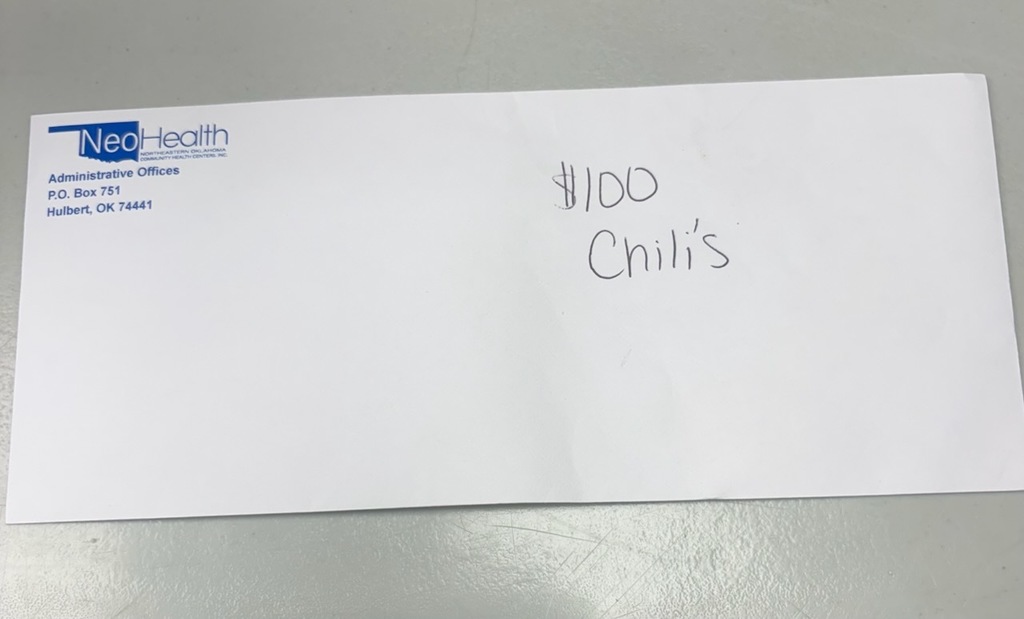 NeoHealth
NORTHEASTERN OKLAHOMA
COMMUNITY HEALTH CENTERS, INC.
Administrative Offices
P.O. Box 751
Hulbert, OK 74441
$100
Chili's